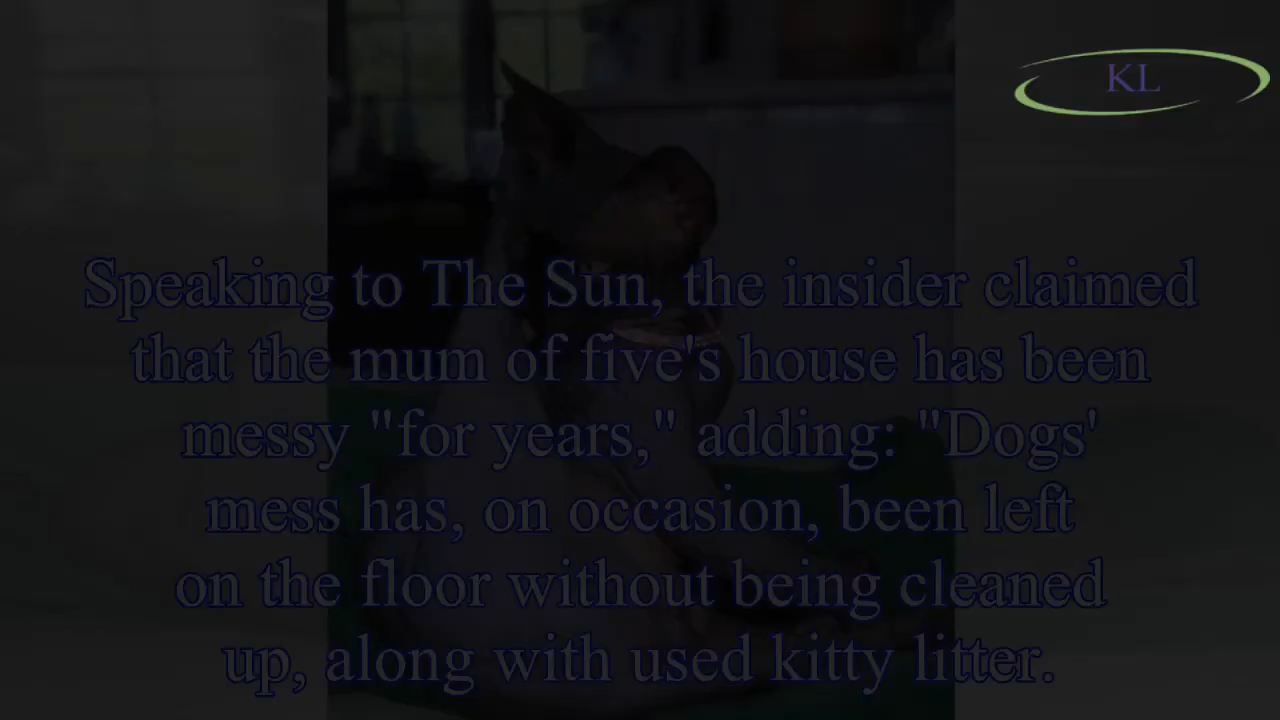 KL
Speaking to The Sun, the insider claimed
that the mum of five's house has been
messy "for years," adding: "Dogs'
mess has, on occasion, been left
on the floor without being cleaned
up, along with used kitty litter.